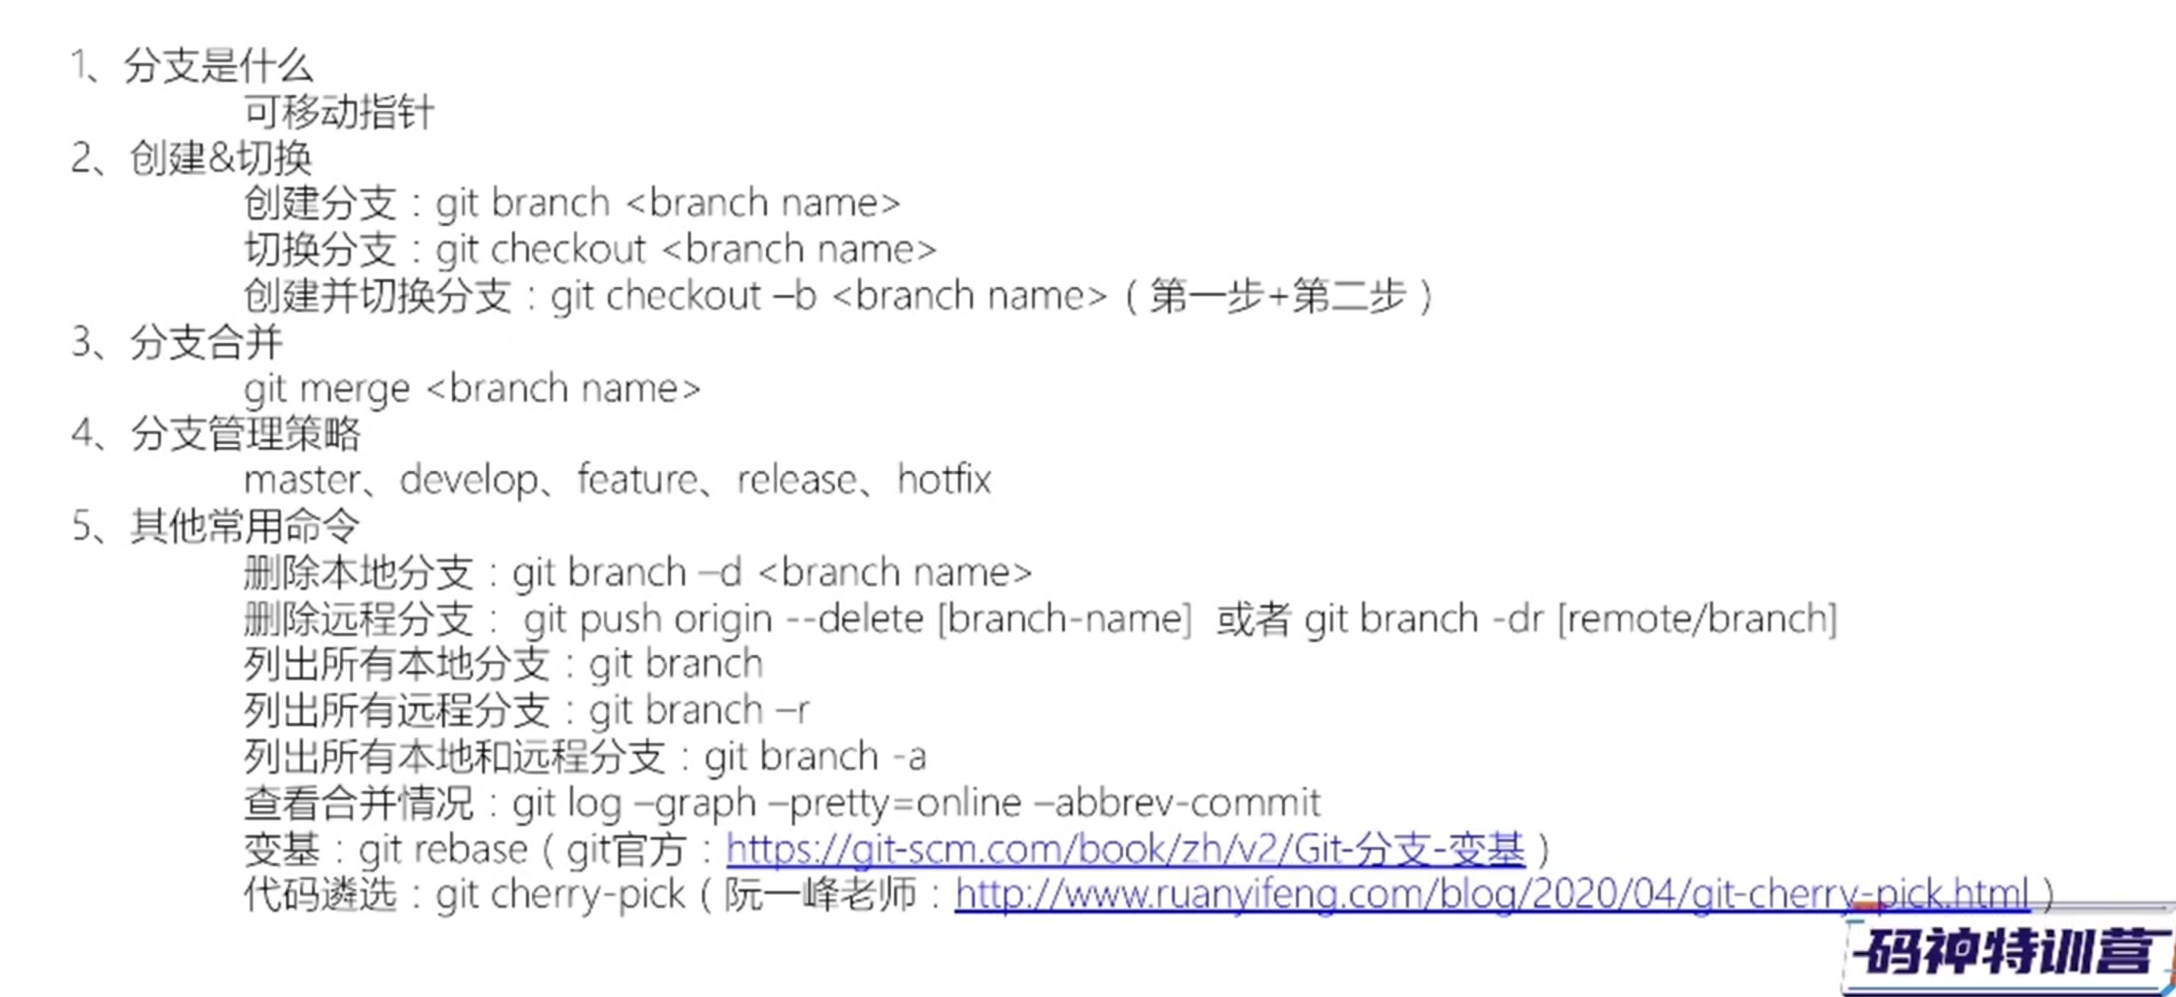 1、分支是什么
可移动指针
2、创建&切换
创建分支：git branch <branch name>
切换分支：git checkout <branch name>
创建并切换分支：git checkout –b <branch name>（第一步+第二步）
3、分支合并
git merge <branch name>
4、分支管理策略
master、develop、feature、release、hotfix
5、其他常用命令
删除本地分支：git branch –d <branch name>
删除远程分支： git push origin --delete [branch-name] 或者 git branch -dr [remote/branch]
列出所有本地分支：git branch
列出所有远程分支：git branch –r
列出所有本地和远程分支：git branch -a
查看合并情况：git log –graph –pretty=online –abbrev-commit
变基：git rebase（git官方：https://git-scm.com/book/zh/v2/Git-分支-变基）
代码遴选：git cherry-pick（阮一峰老师：http://www.ruanyifeng.com/blog/2020/04/git-cherry-pick.html）
码神特训营